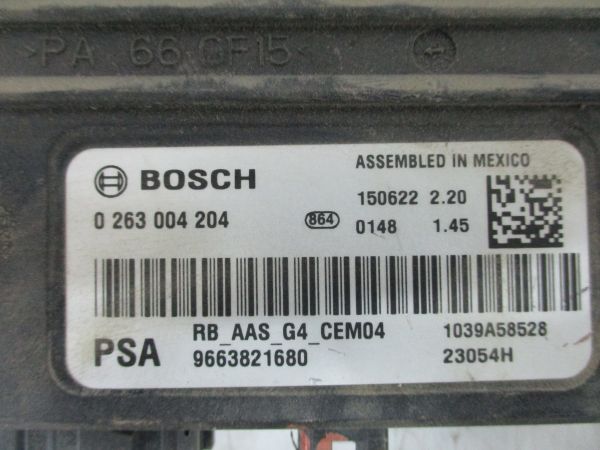 >PA 66 GF15<
BOSCH
ASSEMBLED IN MEXICO
150622 2.20
0 263 004 204 864 0148 1.45
PSA RB_AAS_G4_CEM04 1039A58528
9663821680 23054H